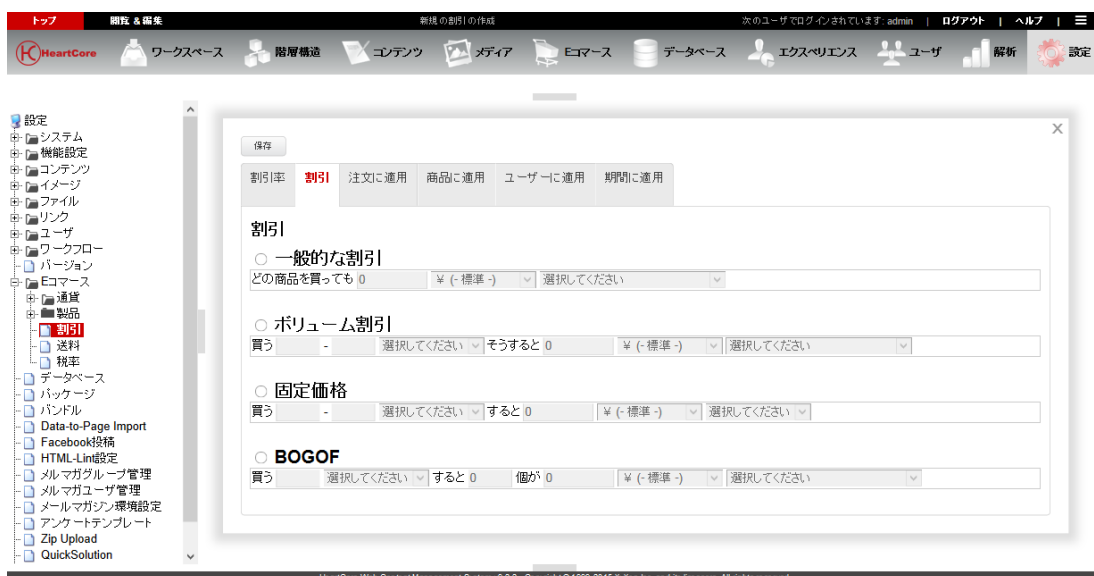 トップ 閲覧 & 編集 新規の割引の作成 次のユーザでログインされています: admin | ログアウト | ヘルプ |
HeartCore ワークスペース 階層構造 コンテンツ メディア Eコマース データベース エクスペリエンス ユーザ 解析 設定
設定
システム
機能設定
コンテンツ
イメージ
ファイル
リンク
ユーザ
ワークフロー
バージョン
Eコマース
通貨
製品
割引
送料
税率
データベース
パッケージ
バンドル
Data-to-Page Import
Facebook投稿
HTML-Lint設定
メルマガグループ管理
メルマガユーザ管理
メールマガジン環境設定
アンケートテンプレート
Zip Upload
QuickSolution
保存
割引率 割引 注文に適用 商品に適用 ユーザーに適用 期間に適用
割引
一般的な割引
どの商品を買っても 0 ¥ (- 標準 -) 選択してください
ボリューム割引
買う - 選択してください そうすると 0 ¥ (- 標準 -) 選択してください
固定価格
買う - 選択してください すると 0 ¥ (- 標準 -) 選択してください
BOGOF
買う 選択してください すると 0 個が 0 ¥ (- 標準 -) 選択してください